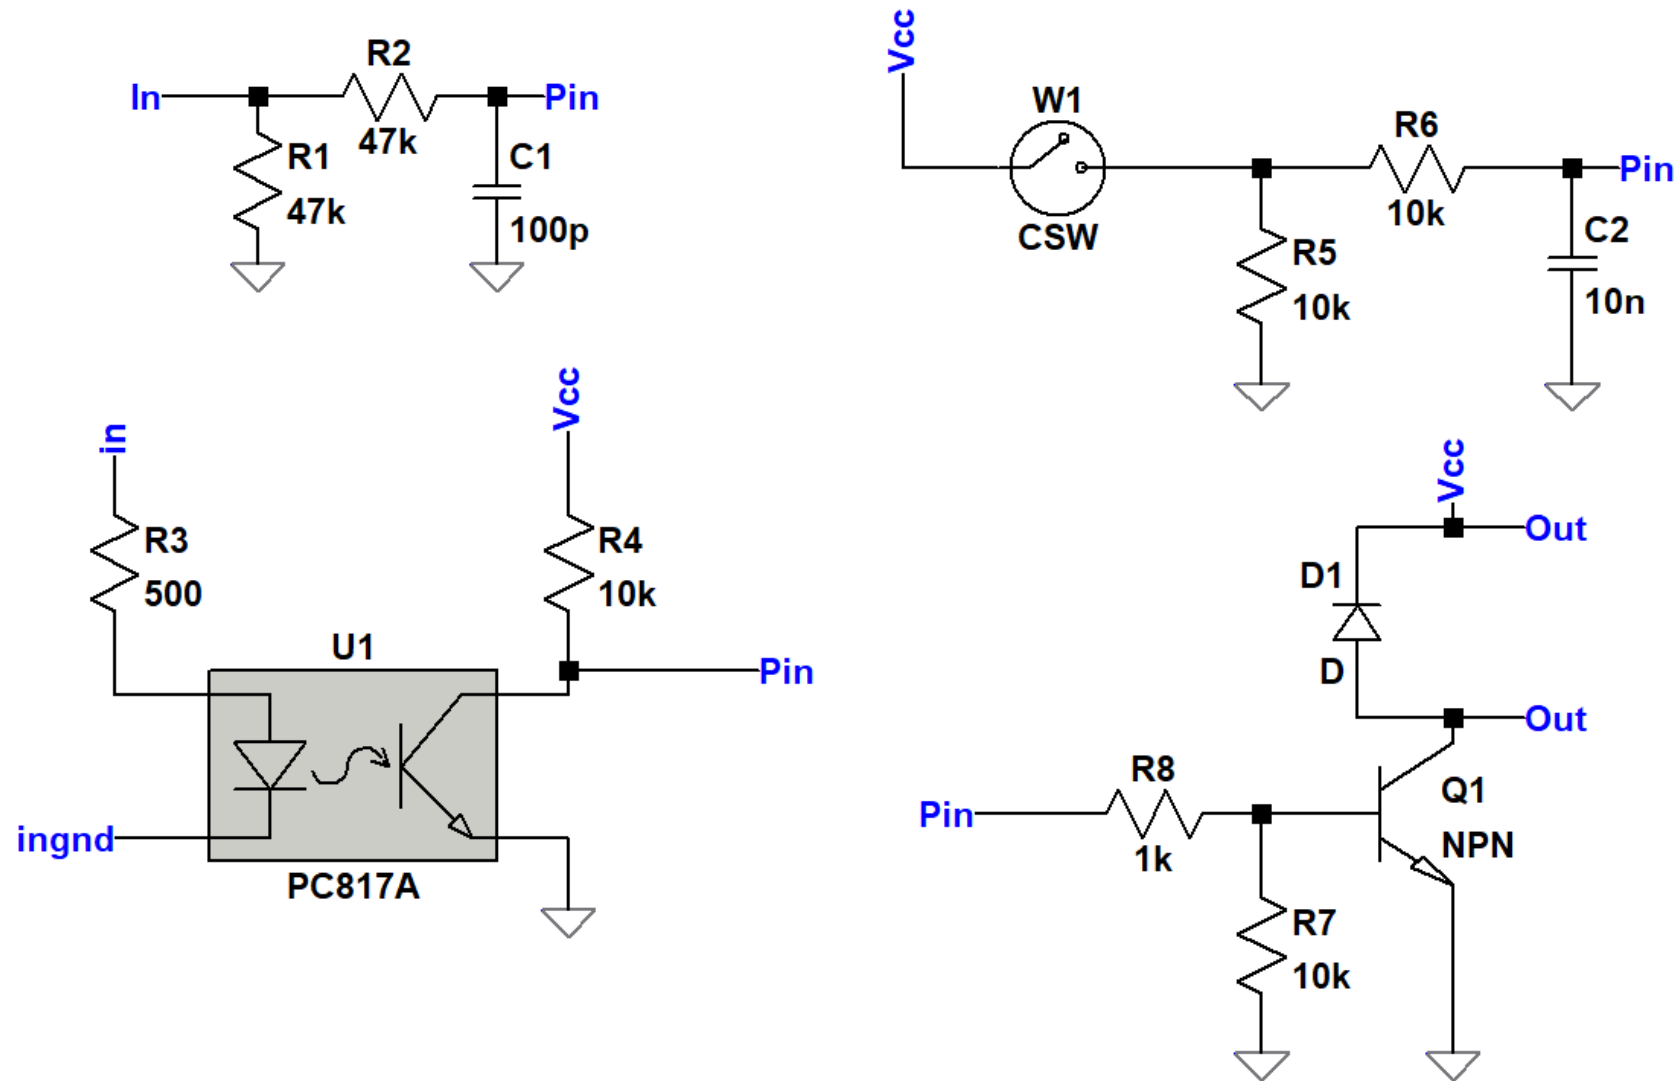 In
R2
47k
Pin
R1
47k
C1
100p
Vcc
W1
CSW
R6
10k
Pin
R5
10k
C2
10n
in
R3
500
Vcc
R4
10k
U1
Pin
ingnd
PC817A
Vcc
Out
D1
D
Out
Pin
R8
1k
Q1
NPN
R7
10k